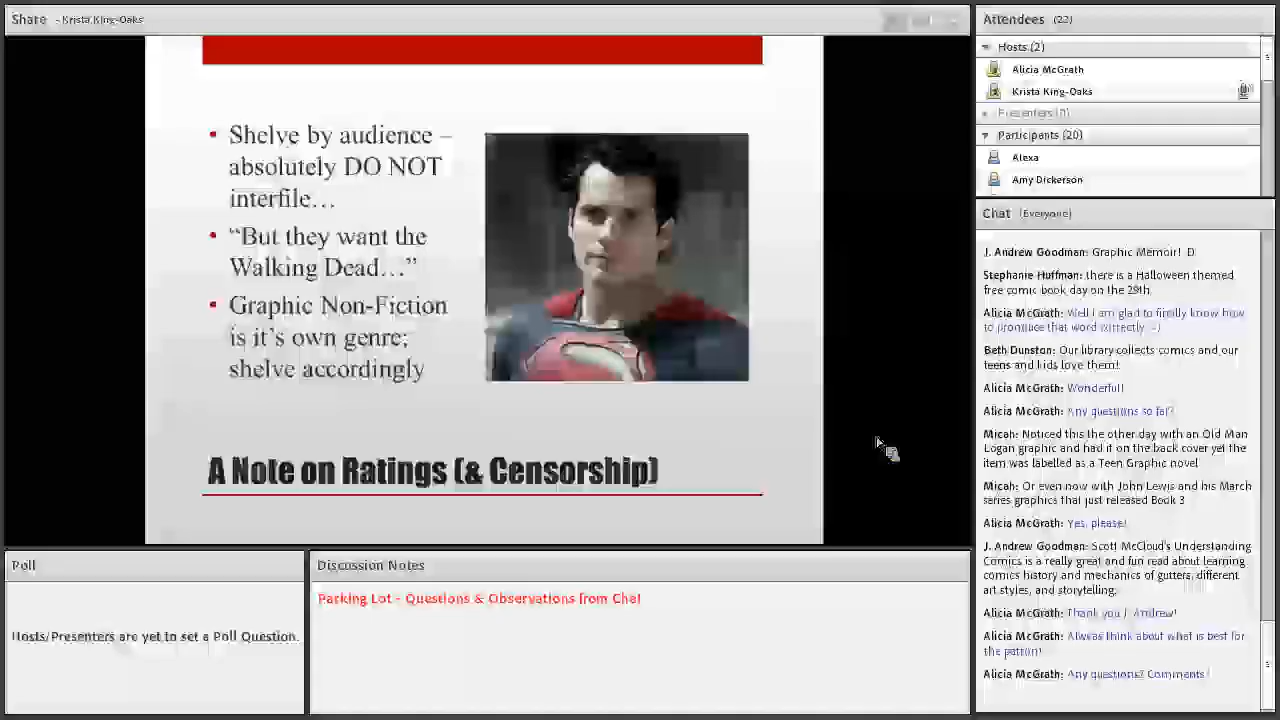 Share - Krista King-Oaks
• Shelve by audience –
absolutely DO NOT
interfile…
• “But they want the
Walking Dead…”
• Graphic Non-Fiction
is it’s own genre;
shelve accordingly
A Note on Ratings (& Censorship)
Poll
Hosts/Presenters are yet to set a Poll Question.
Discussion Notes
Parking Lot - Questions & Observations from Chat
Attendees (22)
Hosts (2)
Alicia McGrath
Krista King-Oaks
Presenters (0)
Participants (20)
Alexa
Amy Dickerson
Chat (Everyone)
J. Andrew Goodman: Graphic Memoir! :D
Stephanie Huffman: there is a Halloween themed
free comic book day on the 29th.
Alicia McGrath: Well I am glad to finally know how
to pronounce that word correctly. :-)
Beth Dunston: Our library collects comics and our
teens and kids love them!
Alicia McGrath: Wonderful!
Alicia McGrath: Any questions so far?
Micah: Noticed this the other day with an Old Man
Logan graphic and had it on the back cover yet the
item was labelled as a Teen Graphic novel
Micah: Or even now with John Lewis and his March
series graphics that just released Book 3
Alicia McGrath: Yes, please!
J. Andrew Goodman: Scott McCloud's Understanding
Comics is a really great and fun read about learning
comics history and mechanics of gutters, different
art styles, and storytelling.
Alicia McGrath: Thank you J. Andrew!
Alicia McGrath: Always think about what is best for
the patron!
Alicia McGrath: Any questions? Comments?